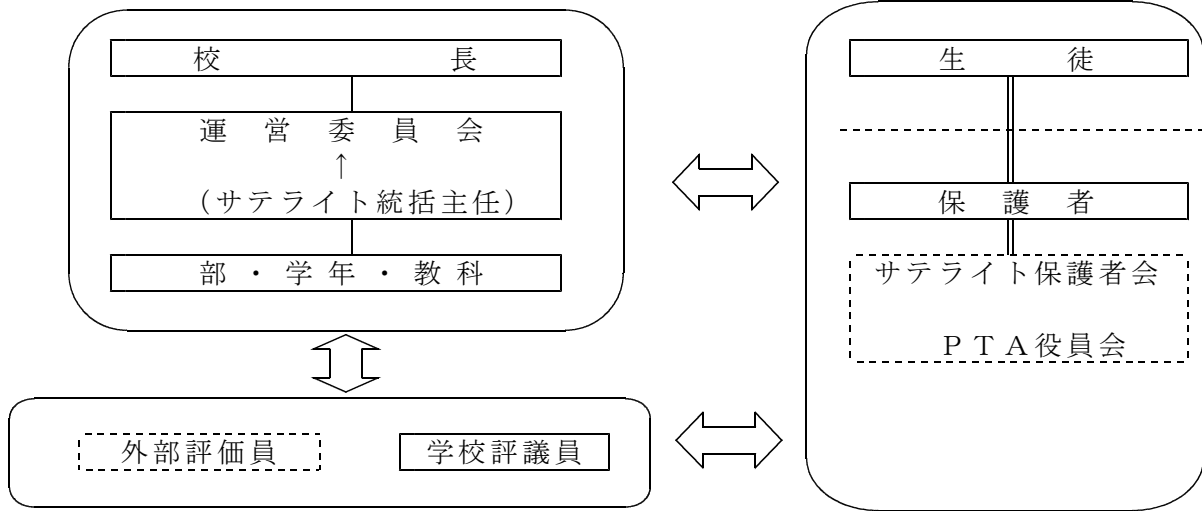 校長
運営委員会
↑
(サテライト統括主任)
部・学年・教科
外部評価員
学校評議員
生徒
保護者
サテライト保護者会
PTA役員会